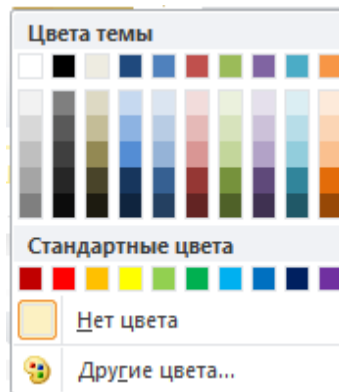 Цвета темы
Стандартные цвета
Нет цвета
Другие цвета...